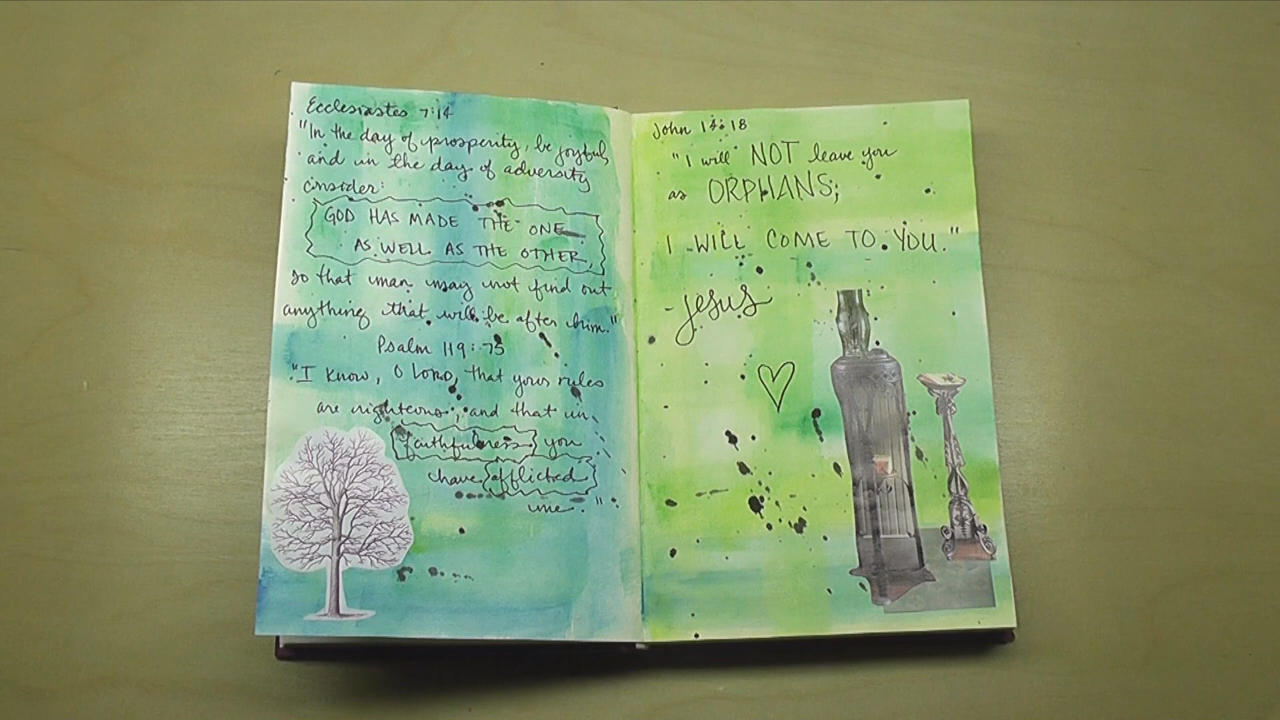 Ecclesiastes 7:14
"In the day of prosperity, be joyful,
and in the day of adversity
consider:
GOD HAS MADE THE ONE
AS WELL AS THE OTHER,
so that man may not find out
anything that will be after him."
Psalm 119:75
"I know, O LORD, that your rules
are righteous, and that in
faithfulness you
have afflicted
me."
John 14:18
"I will NOT leave you
as ORPHANS;
I WILL COME TO YOU."
- Jesus